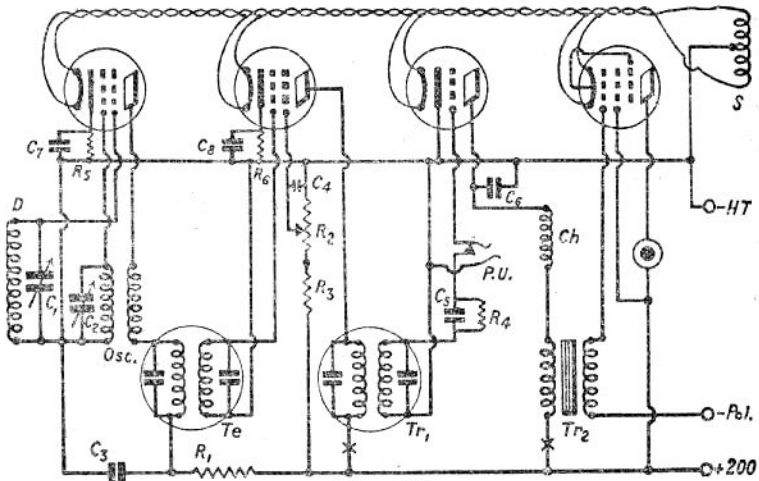 S
C7
R5
C8
R6
C4
R2
R3
C6
-HT
D
C1
C2
Osc.
Ch
P.U.
C5
R4
Te
Tr1
Tr2
-Pol.
C3
R1
+200